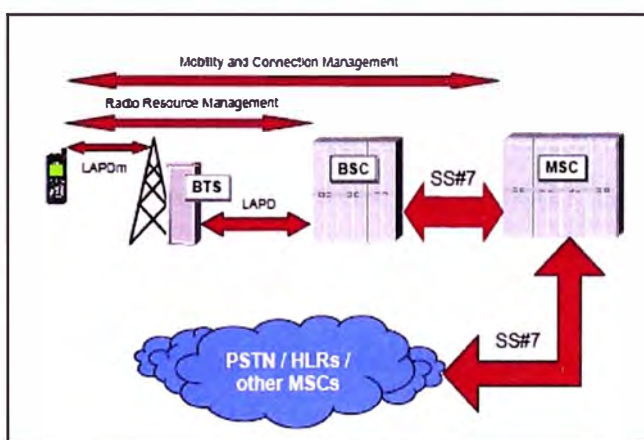 Mobility and Connection Management
Radio Resource Management
LAPDm
BTS
LAPD
BSC
SS#7
MSC
SS#7
PSTN / HLRs /
other MSCs